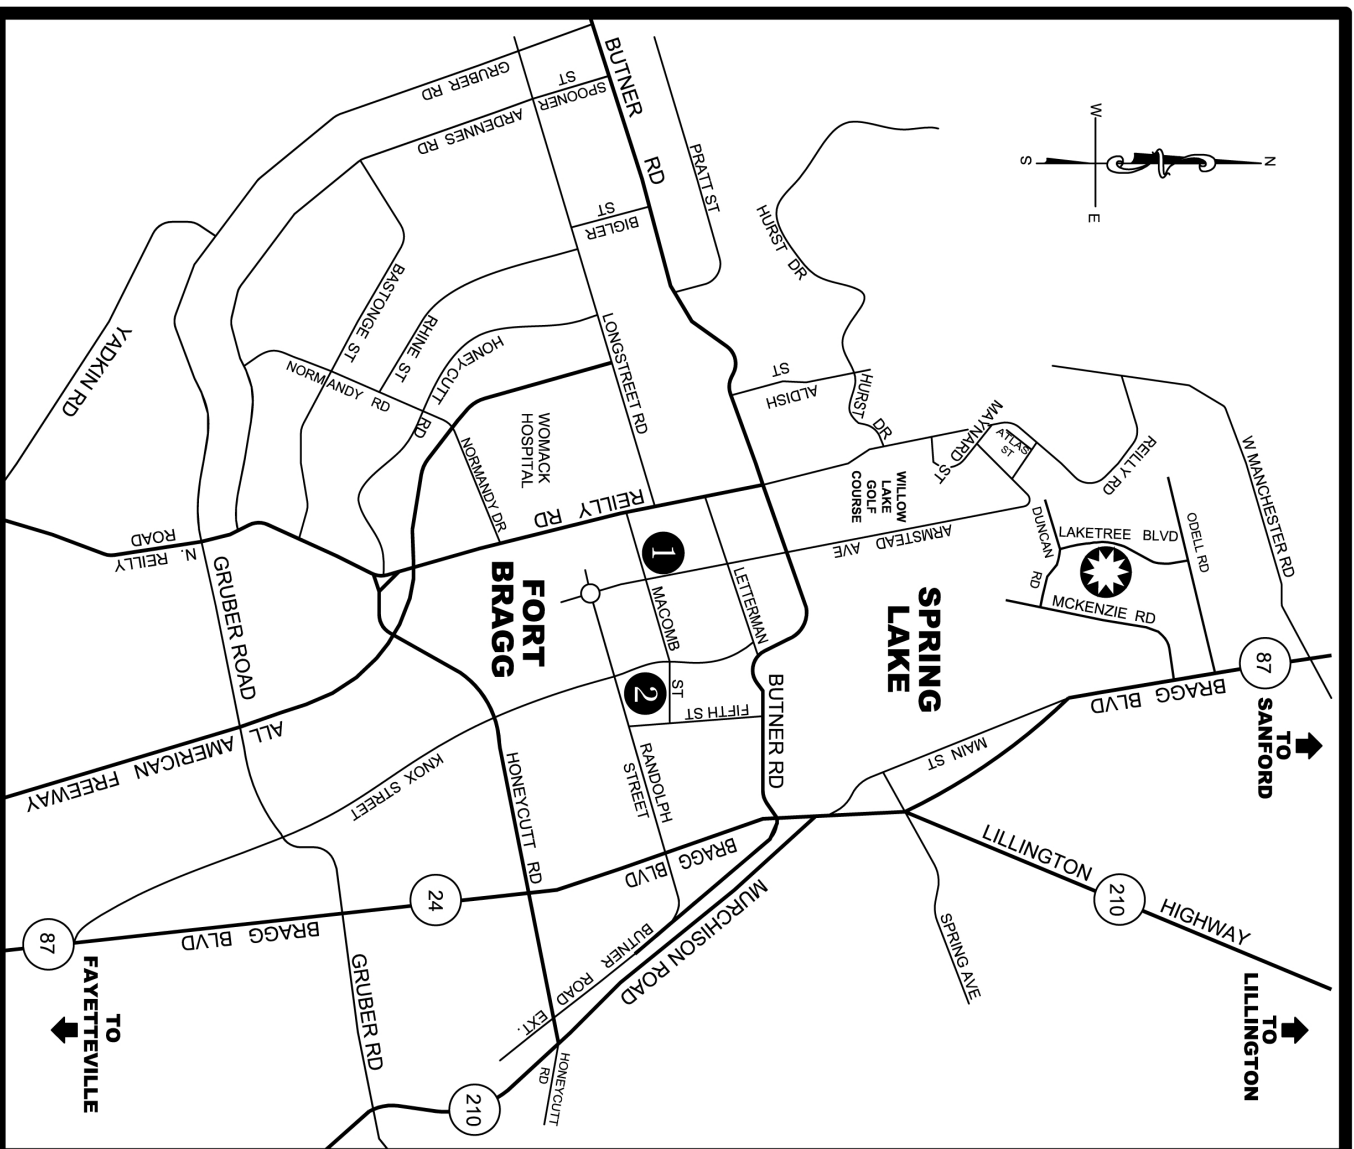 BUTNER
RD
GRUBER RD
SPOONER
ST
ARDENNES RD
PRATT ST
BIGLER
ST
HURST DR
W
N
S
E
YADKIN RD
BASTONGE ST
RHINE ST
HONEYCUTT
RD
NORMANDY RD
LONGSTREET RD
WOMACK
HOSPITAL
NORMANDY DR
ALDISH
ST
HURST
DR
MAYNARD
ST
ATLAS
ST
REILLY RD
W MANCHESTER RD
WILLOW
LAKE
GOLF
COURSE
ARMSTEAD AVE
DUNCAN
RD
LAKETREE BLVD
ODELL RD
MCKENZIE RD
REILLY
RD
N. REILLY
ROAD
GRUBER ROAD
FORT
BRAGG
1
MACOMB
ST
LETTERMAN
SPRING
LAKE
2
FIFTH ST
BUTNER RD
RANDOLPH
STREET
BRAGG BLVD
87
TO
SANFORD
MAIN ST
ALL AMERICAN FREEWAY
KNOX STREET
HONEYCUTT RD
BRAGG
BLVD
LILLINGTON
210
HIGHWAY
SPRING AVE
MURCHISON ROAD
BUTNER ROAD EXT.
24
BRAGG BLVD
87
TO
FAYETTEVILLE
GRUBER RD
HONEYCUTT
RD
210
TO
LILLINGTON